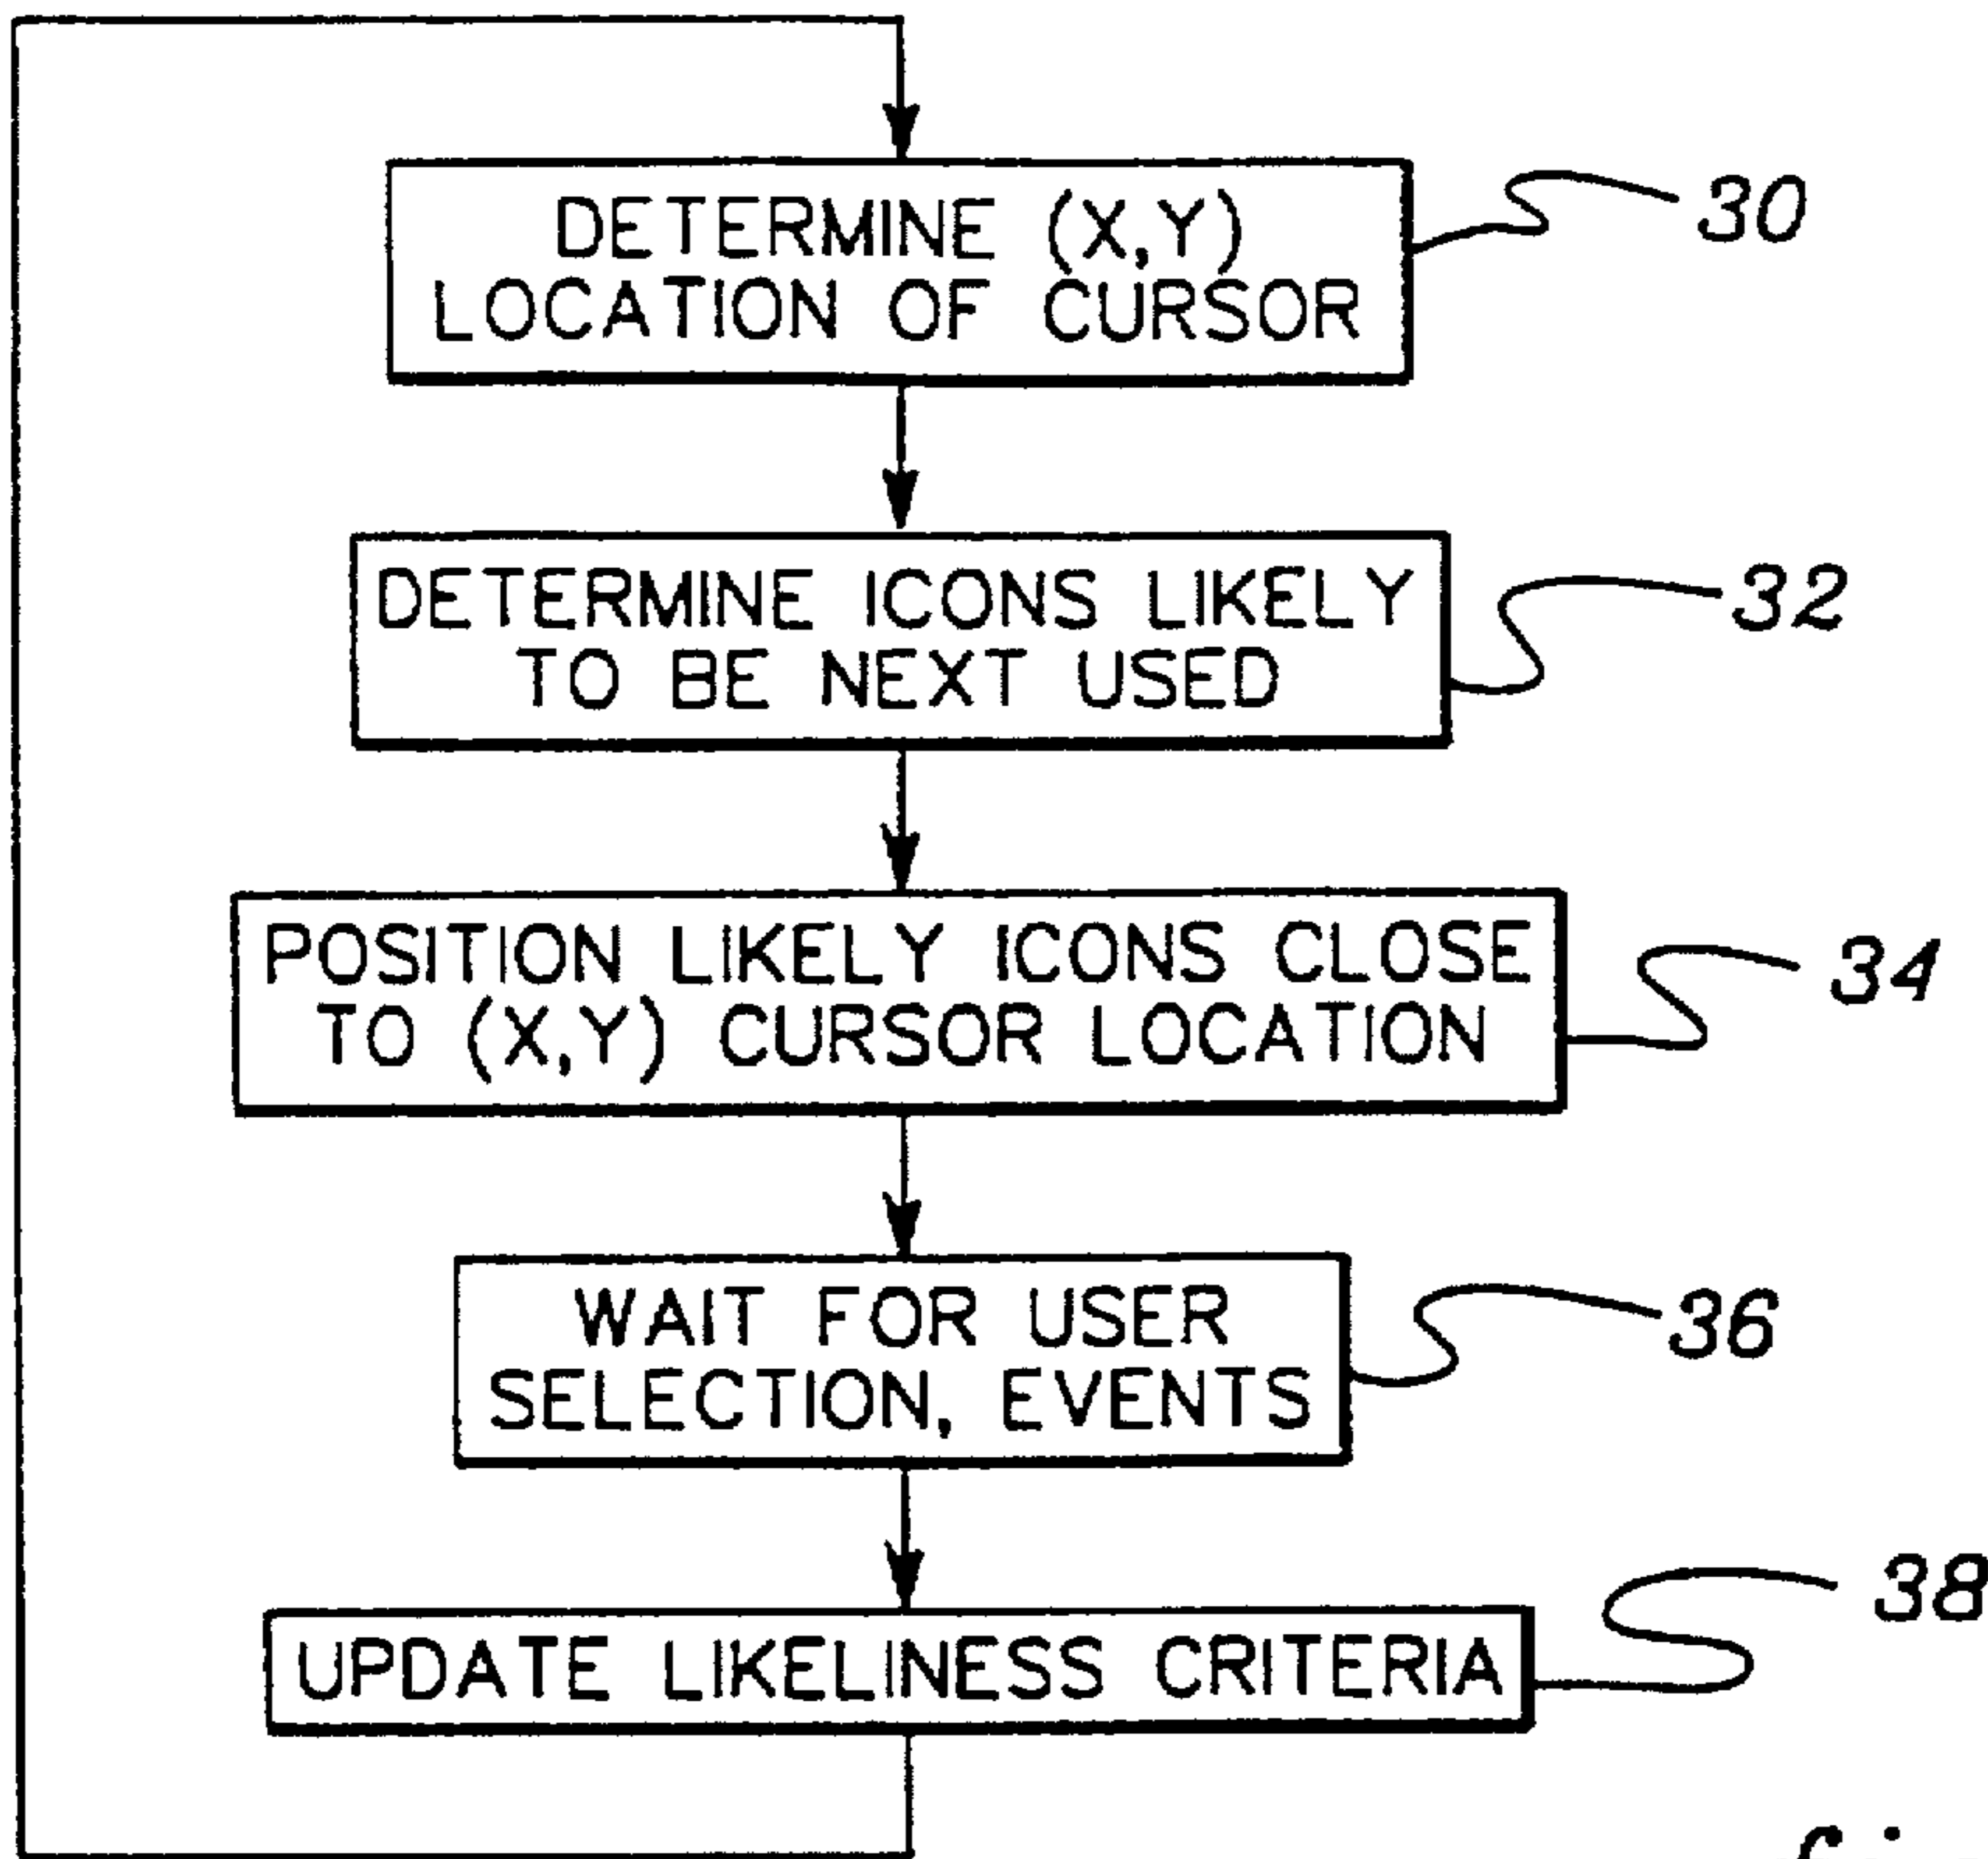 DETERMINE (X,Y)
LOCATION OF CURSOR
30
DETERMINE ICONS LIKELY
TO BE NEXT USED
32
POSITION LIKELY ICONS CLOSE
TO (X,Y) CURSOR LOCATION
34
WAIT FOR USER
SELECTION, EVENTS
36
UPDATE LIKELINESS CRITERIA
38